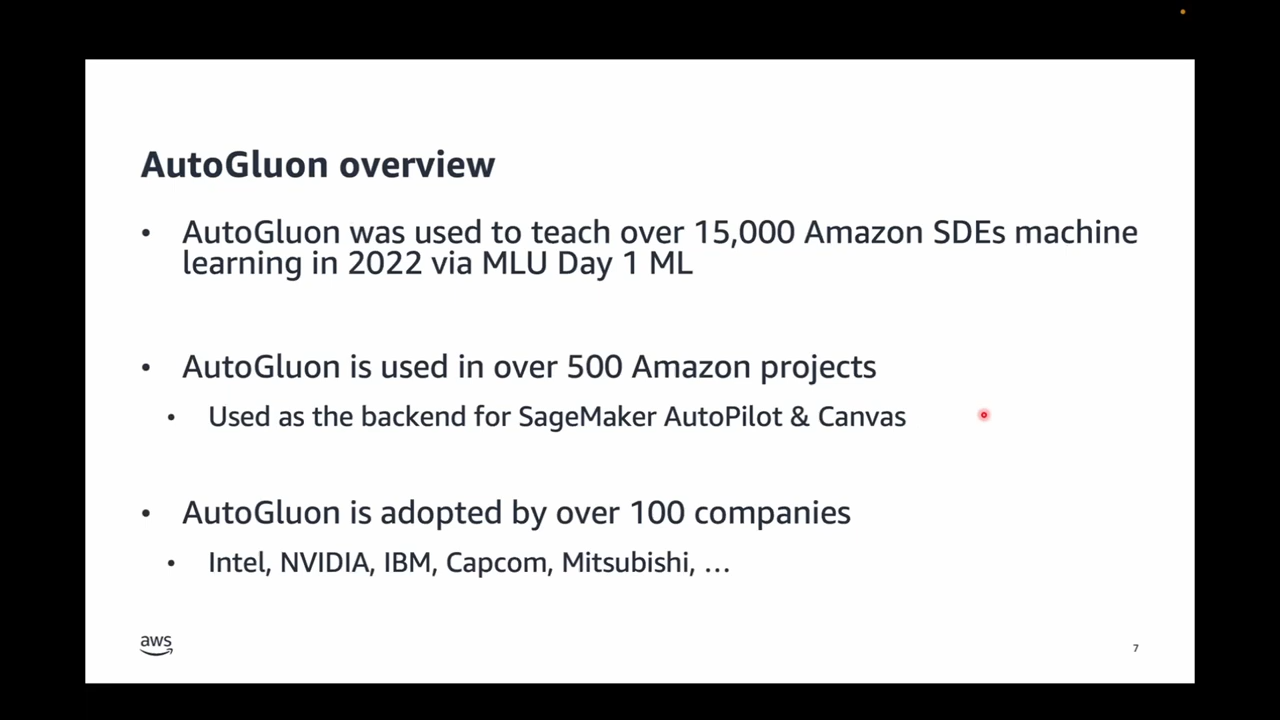 AutoGluon overview
• AutoGluon was used to teach over 15,000 Amazon SDEs machine
learning in 2022 via MLU Day 1 ML
• AutoGluon is used in over 500 Amazon projects
• Used as the backend for SageMaker AutoPilot & Canvas
• AutoGluon is adopted by over 100 companies
• Intel, NVIDIA, IBM, Capcom, Mitsubishi, …
aws
7